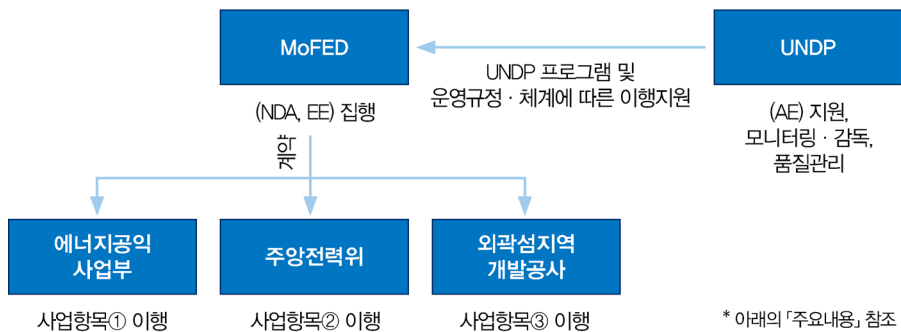 MoFED
UNDP
UNDP 프로그램 및
운영규정 · 체계에 따른 이행지원
(NDA, EE) 집행
(AE) 지원,
모니터링 · 감독,
품질관리
계약
에너지공익
사업부
주앙전력위
외곽섬지역
개발공사
사업항목① 이행
사업항목② 이행
사업항목③ 이행
* 아래의 「주요내용」 참조